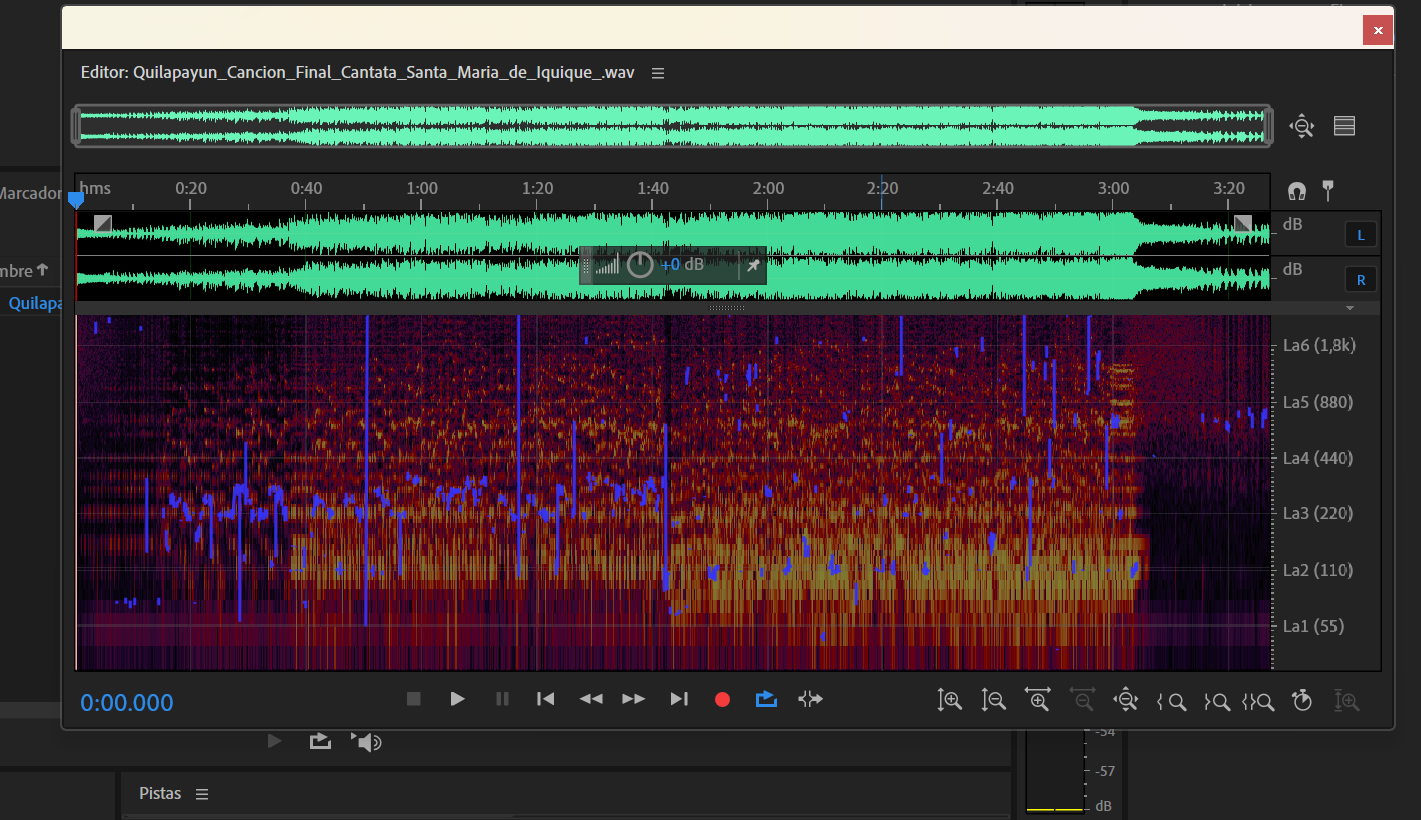 Editor: Quilapayun_Cancion_Final_Cantata_Santa_Maria_de_Iquique_.wav
hms 0:20 0:40 1:00 1:20 1:40 2:00 2:20 2:40 3:00 3:20
Marcador
dB
L
+0 dB
dB
R
mbre
Quilapa
La6 (1,8k)
La5 (880)
La4 (440)
La3 (220)
La2 (110)
La1 (55)
0:00.000
-54
-57
dB
Pistas